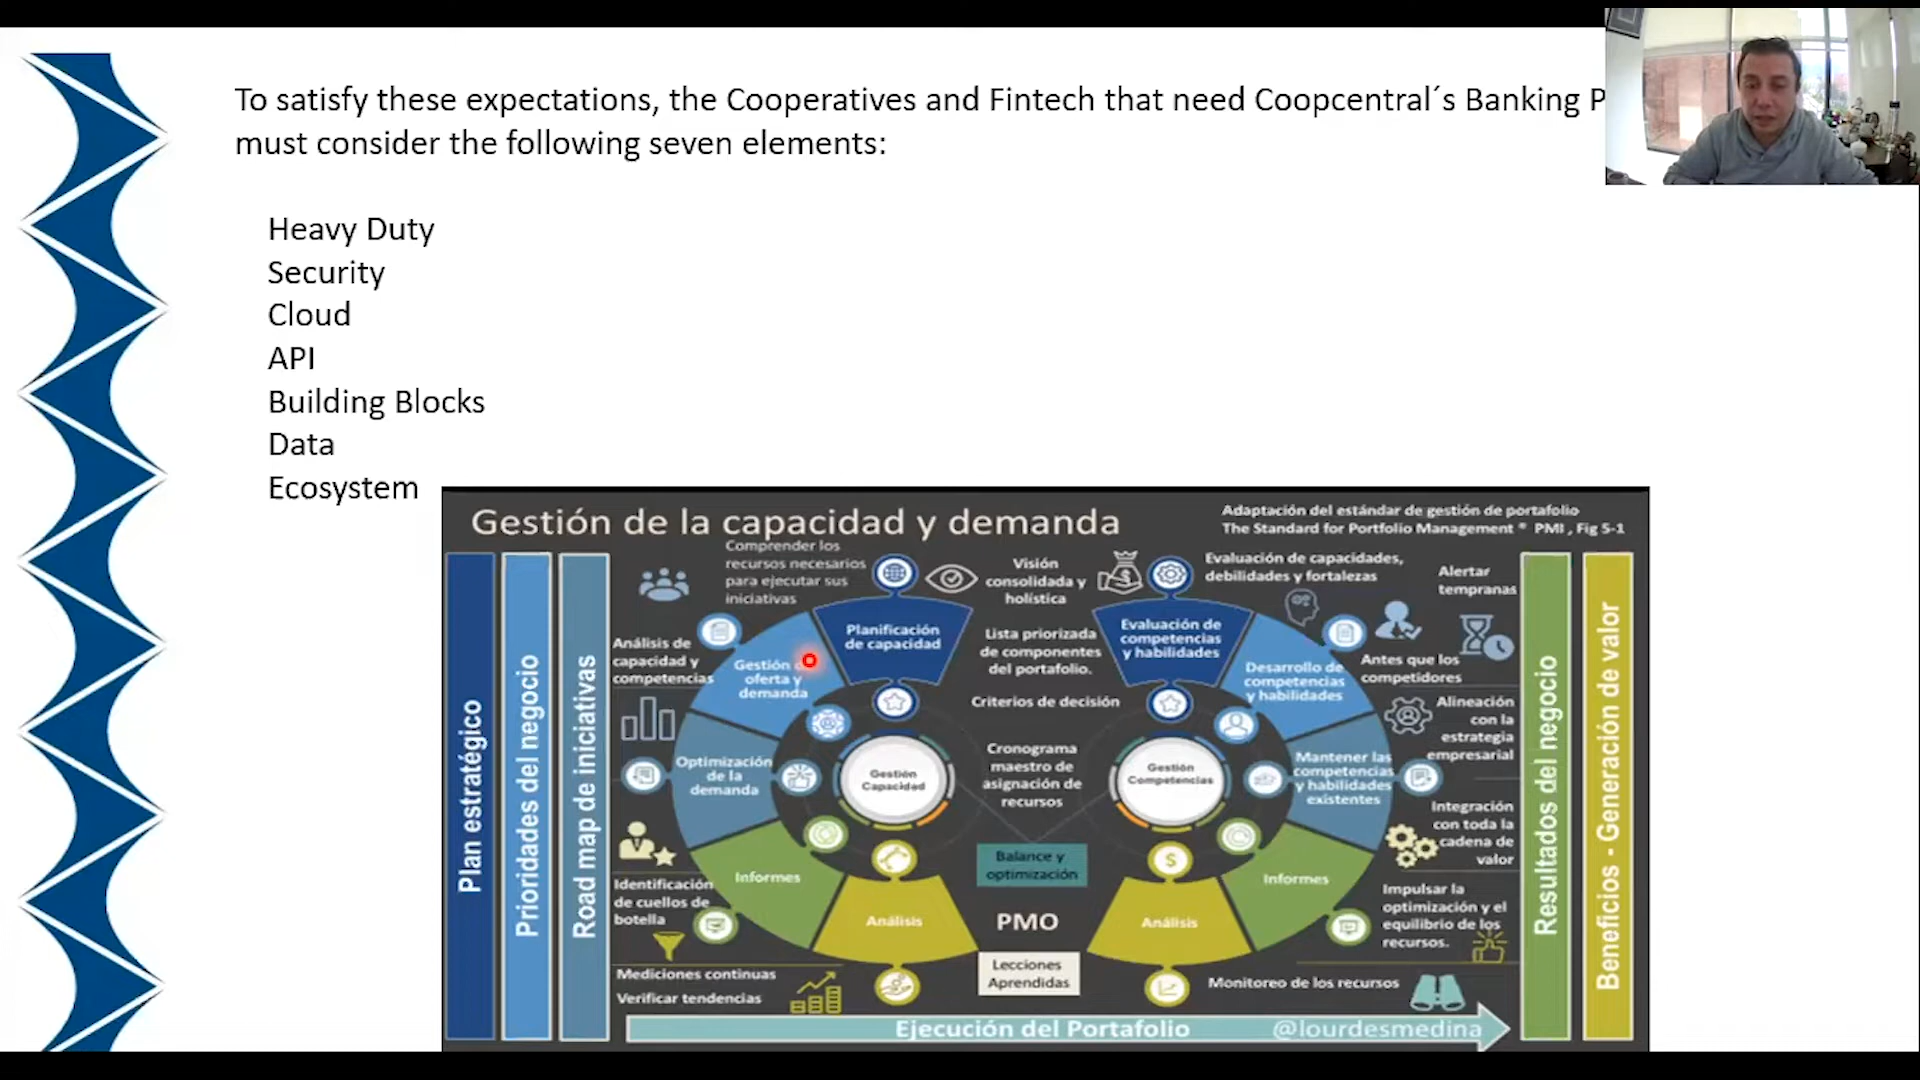 To satisfy these expectations, the Cooperatives and Fintech that need Coopcentral´s Banking P
must consider the following seven elements:
Heavy Duty
Security
Cloud
API
Building Blocks
Data
Ecosystem
Gestión de la capacidad y demanda
Adaptación del estándar de gestión de portafolio
The Standard for Portfolio Management ® PMI , Fig 5-1
Plan estratégico
Prioridades del negocio
Road map de iniciativas
Comprender los
recursos necesarios
para ejecutar sus
iniciativas
Análisis de
capacidad y
competencias
Identificación
de cuellos de
botella
Mediciones continuas
Verificar tendencias
Planificación
de capacidad
Gestión
oferta y
demanda
Optimización
de la
demanda
Informes
Análisis
Gestión
Capacidad
Visión
consolidada y
holística
Lista priorizada
de componentes
del portafolio.
Criterios de decisión
Cronograma
maestro de
asignación de
recursos
Balance y
optimización
PMO
Lecciones
Aprendidas
Evaluación de
competencias
y habilidades
Desarrollo de
competencias
y habilidades
Mantener las
competencias
y habilidades
existentes
Informes
Análisis
Gestión
Competencias
Evaluación de capacidades,
debilidades y fortalezas
Alertar
tempranas
Antes que los
competidores
Alineación
con la
estrategia
empresarial
Integración
con toda la
cadena de
valor
Impulsar la
optimización y el
equilibrio de los
recursos.
Monitoreo de los recursos
Resultados del negocio
Beneficios - Generación de valor
Ejecución del Portafolio
@lourdesmedina